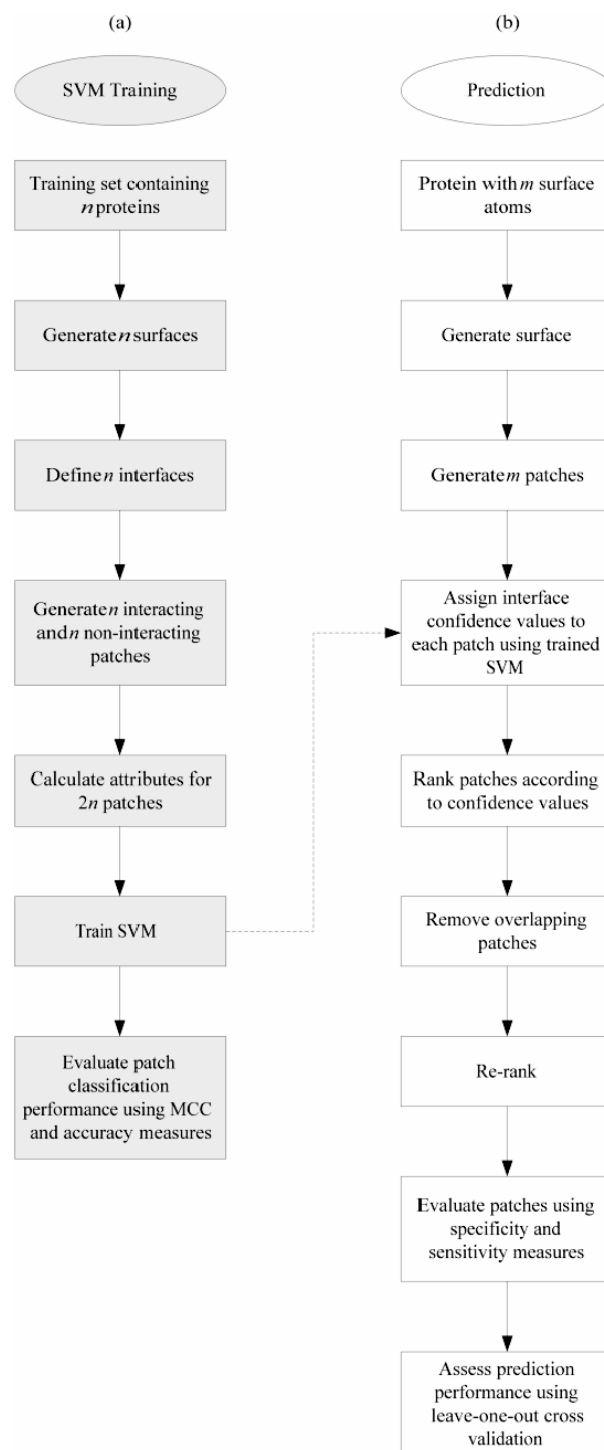 (a)
SVM Training
Training set containing
n proteins
Generate n surfaces
Define n interfaces
Generate n interacting
and n non-interacting
patches
Calculate attributes for
2n patches
Train SVM
Evaluate patch
classification
performance using MCC
and accuracy measures
(b)
Prediction
Protein with m surface
atoms
Generate surface
Generate m patches
Assign interface
confidence values to
each patch using trained
SVM
Rank patches according
to confidence values
Remove overlapping
patches
Re-rank
Evaluate patches using
specificity and
sensitivity measures
Assess prediction
performance using
leave-one-out cross
validation